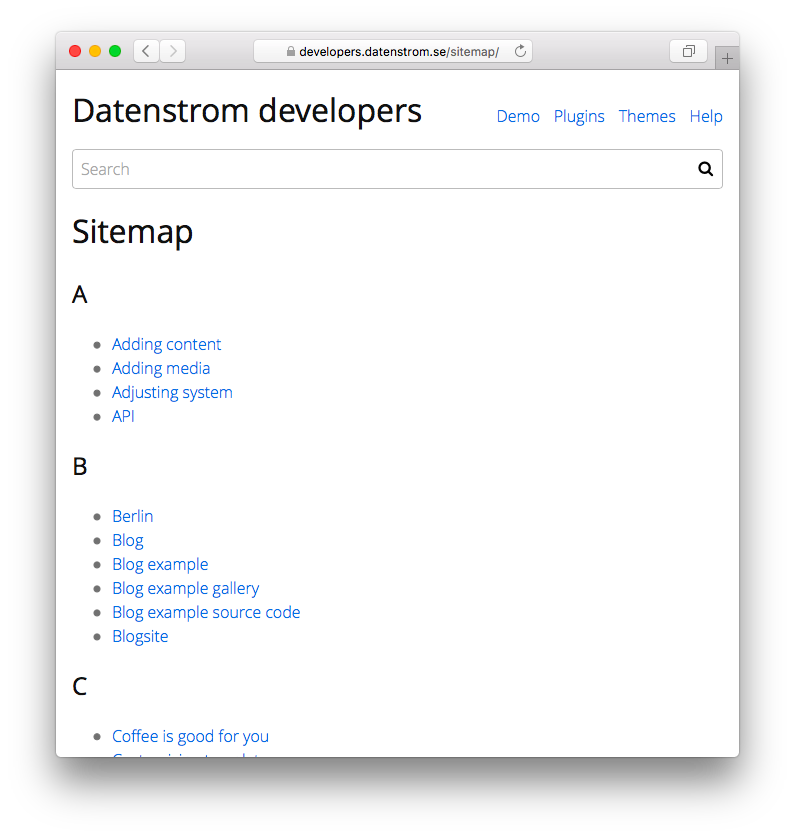 developers.datenstrom.se/sitemap/
Datenstrom developers
Demo Plugins Themes Help
Search
Sitemap
A
Adding content
Adding media
Adjusting system
API
B
Berlin
Blog
Blog example
Blog example gallery
Blog example source code
Blogsite
C
Coffee is good for you